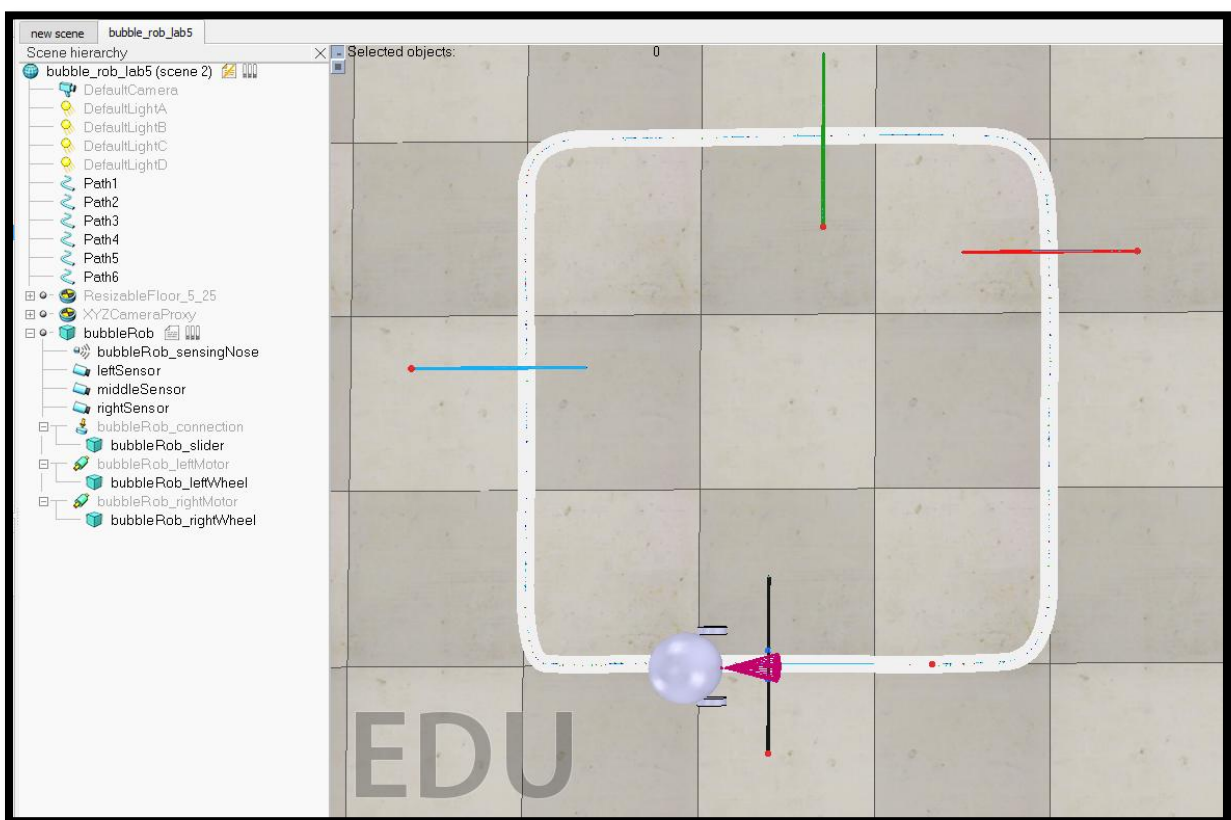 new scene bubble_rob_lab5
Scene hierarchy
Selected objects: 0
bubble_rob_lab5 (scene 2)
DefaultCamera
DefaultLightA
DefaultLightB
DefaultLightC
DefaultLightD
Path1
Path2
Path3
Path4
Path5
Path6
ResizableFloor_5_25
XYZCameraProxy
bubbleRob
bubbleRob_sensingNose
leftSensor
middleSensor
rightSensor
bubbleRob_connection
bubbleRob_slider
bubbleRob_leftMotor
bubbleRob_leftWheel
bubbleRob_rightMotor
bubbleRob_rightWheel
EDU